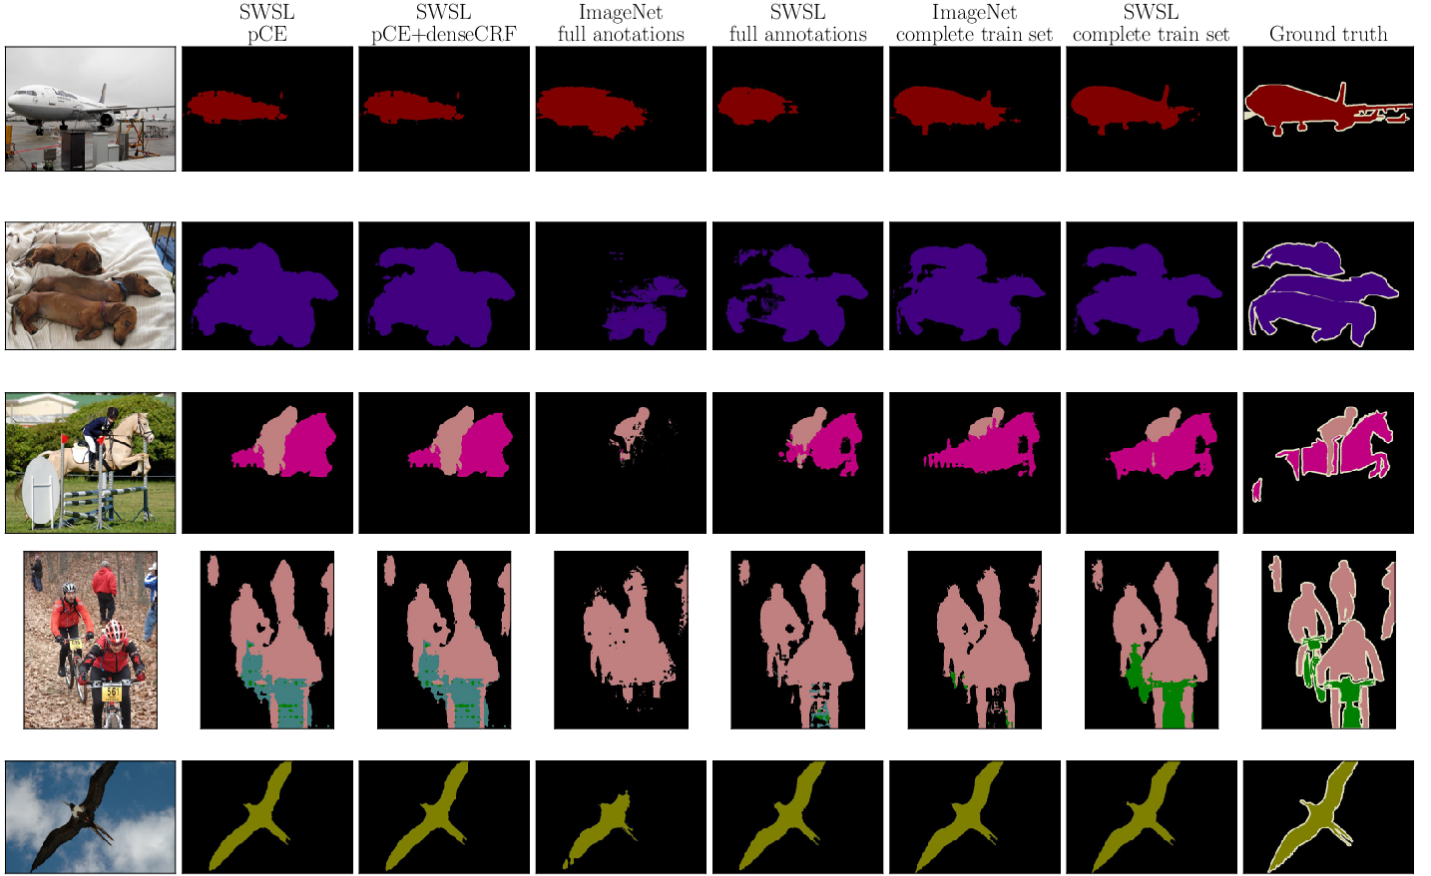 SWSL
pCE
SWSL
pCE+denseCRF
ImageNet
full anotations
SWSL
full annotations
ImageNet
complete train set
SWSL
complete train set
Ground truth
561